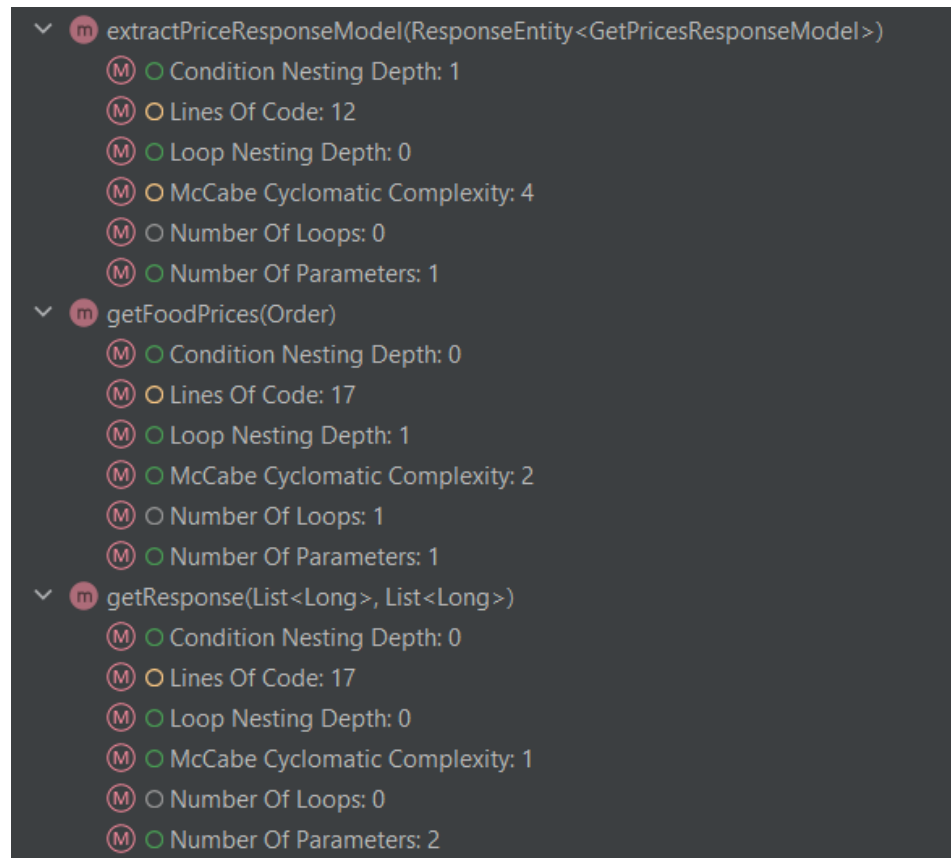 m extractPriceResponseModel(ResponseEntity<GetPricesResponseModel>)
M Condition Nesting Depth: 1
M Lines Of Code: 12
M Loop Nesting Depth: 0
M McCabe Cyclomatic Complexity: 4
M Number Of Loops: 0
M Number Of Parameters: 1
m getFoodPrices(Order)
M Condition Nesting Depth: 0
M Lines Of Code: 17
M Loop Nesting Depth: 1
M McCabe Cyclomatic Complexity: 2
M Number Of Loops: 1
M Number Of Parameters: 1
m getResponse(List<Long>, List<Long>)
M Condition Nesting Depth: 0
M Lines Of Code: 17
M Loop Nesting Depth: 0
M McCabe Cyclomatic Complexity: 1
M Number Of Loops: 0
M Number Of Parameters: 2